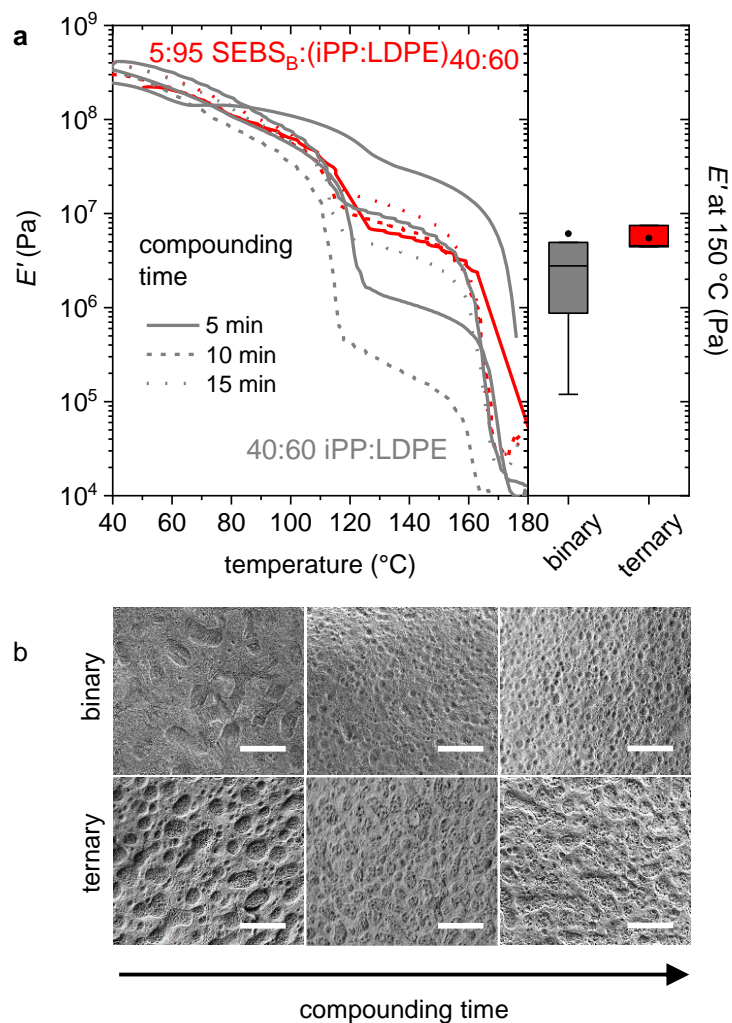 a
10⁹
10⁸
10⁷
10⁶
10⁵
10⁴
E' (Pa)
5:95 SEBS_B:(iPP:LDPE)₄₀:₆₀
compounding
time
5 min
10 min
15 min
40:60 iPP:LDPE
40 60 80 100 120 140 160 180
temperature (°C)
binary
ternary
E' at 150 °C (Pa)
b
binary
ternary
compounding time